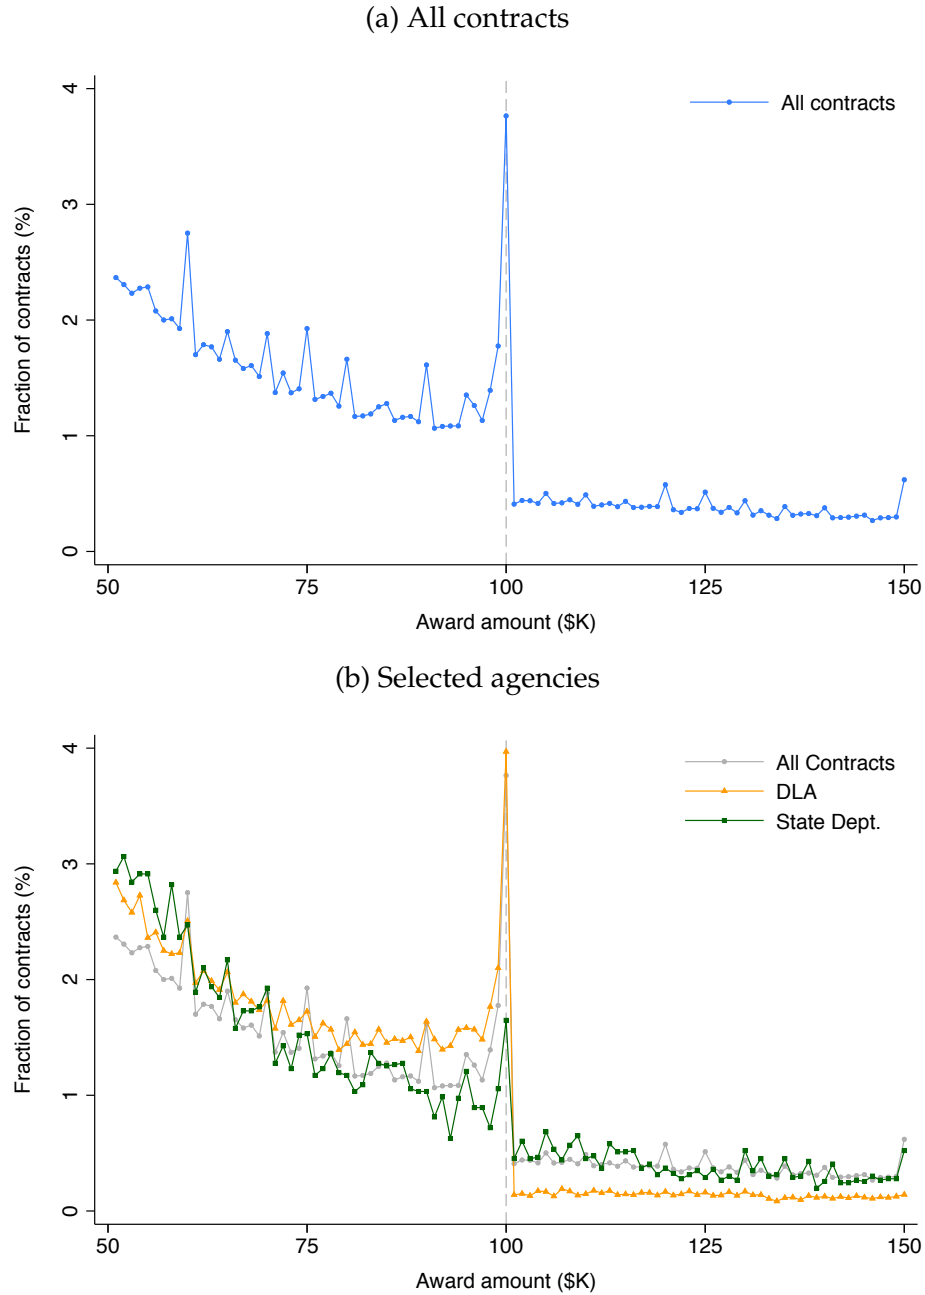 (a) All contracts
All contracts
Fraction of contracts (%)
4
3
2
1
0
50 75 100 125 150
Award amount ($K)
(b) Selected agencies
All Contracts
DLA
State Dept.
Fraction of contracts (%)
4
3
2
1
0
50 75 100 125 150
Award amount ($K)